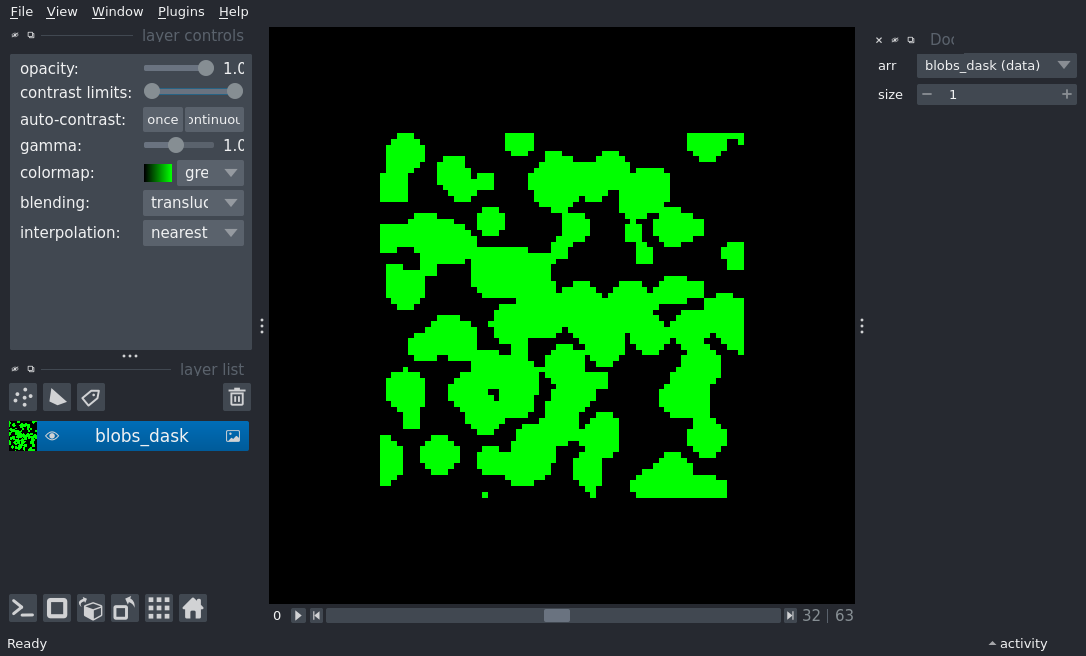 File View Window Plugins Help
layer controls
opacity: 1.0
contrast limits:
auto-contrast: once ontinuou
gamma: 1.0
colormap: gre
blending: transluc
interpolation: nearest
layer list
blobs_dask
0 32 | 63
Ready
Doc
arr blobs_dask (data)
size 1
activity